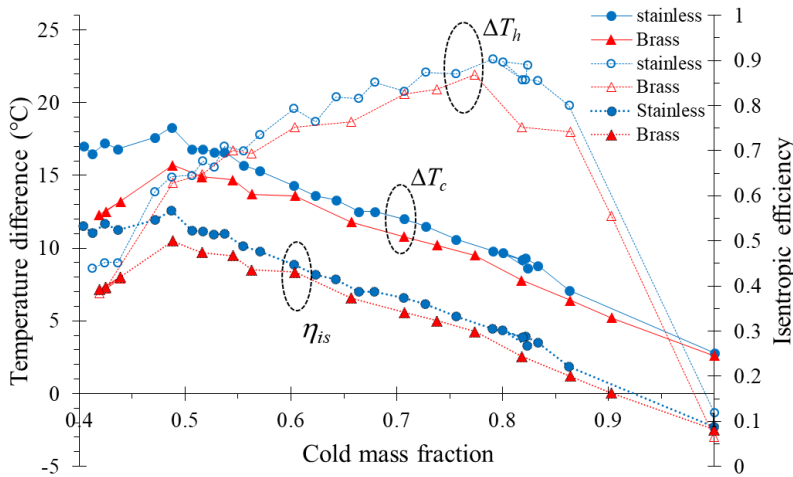 25
20
15
10
5
0
-5
Temperature difference (°C)
0.4
0.5
0.6
0.7
0.8
0.9
Cold mass fraction
1
0.9
0.8
0.7
0.6
0.5
0.4
0.3
0.2
0.1
0
Isentropic efficiency
stainless
Brass
stainless
Brass
Stainless
Brass
ΔT_h
ΔT_c
η_is